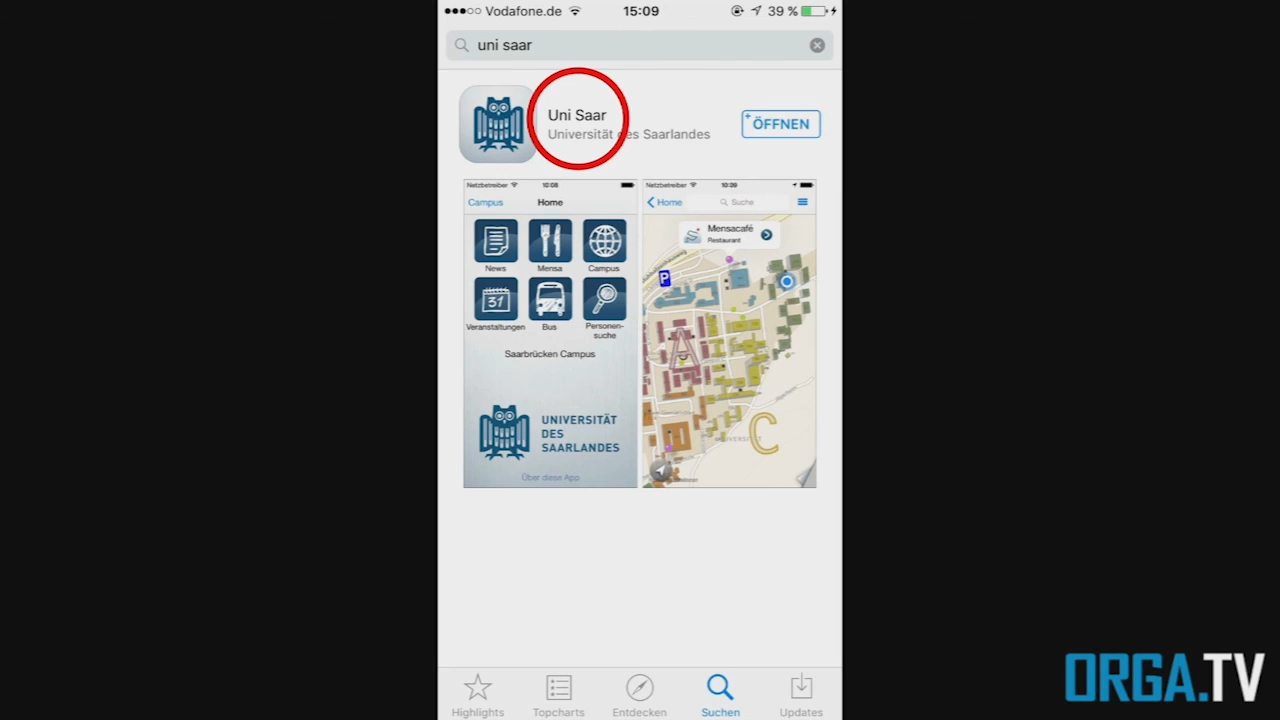 Vodafone.de 15:09 39 %
uni saar
Uni Saar
Universität des Saarlandes
ÖFFNEN
Netzbetreiber 10:08
Campus Home
News Mensa Campus
31
Veranstaltungen Bus Personen-
suche
Saarbrücken Campus
UNIVERSITÄT
DES
SAARLANDES
Über diese App
Netzbetreiber 10:09
Home Suche
Mensacafé
Restaurant
P
A
C
E
Highlights Topcharts Entdecken Suchen Updates
ORGA.TV